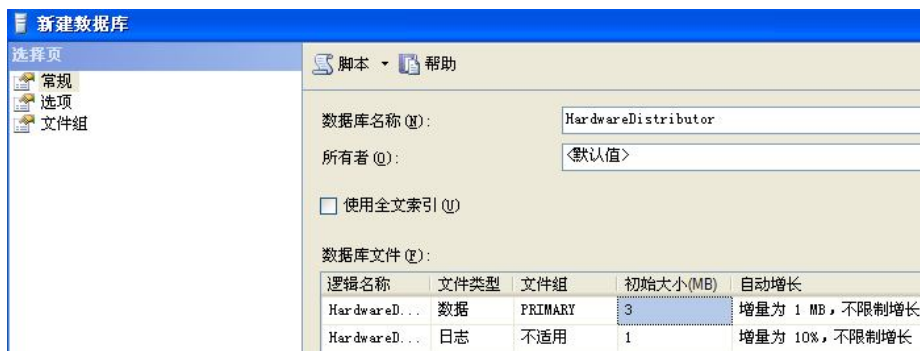 新建数据库
选择页
常规
选项
文件组
脚本 帮助
数据库名称(N): HardwareDistributor
所有者(O): <默认值>
使用全文索引(U)
数据库文件(F):
逻辑名称 文件类型 文件组 初始大小(MB) 自动增长
HardwareD... 数据 PRIMARY 3 增量为 1 MB，不限制增长
HardwareD... 日志 不适用 1 增量为 10%，不限制增长